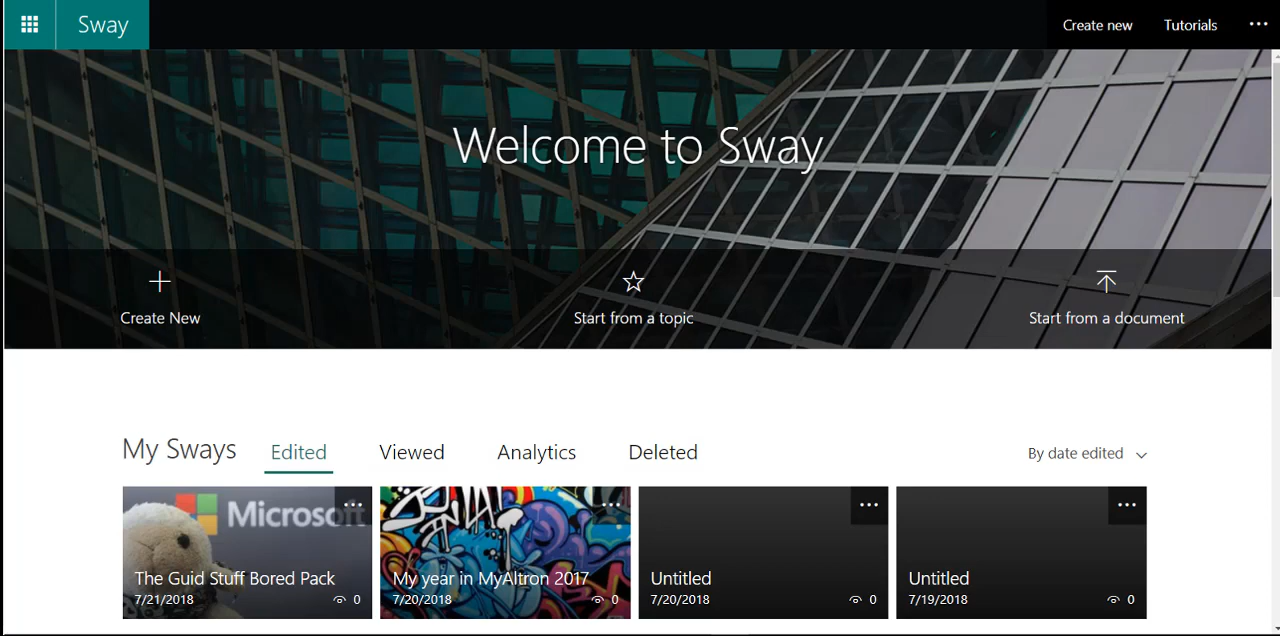 Sway
Create new
Tutorials
Welcome to Sway
Create New
Start from a topic
Start from a document
My Sways
Edited
Viewed
Analytics
Deleted
By date edited
Microsoft
The Guid Stuff Bored Pack
7/21/2018 0
My year in MyAltron 2017
7/20/2018 0
Untitled
7/20/2018 0
Untitled
7/19/2018 0